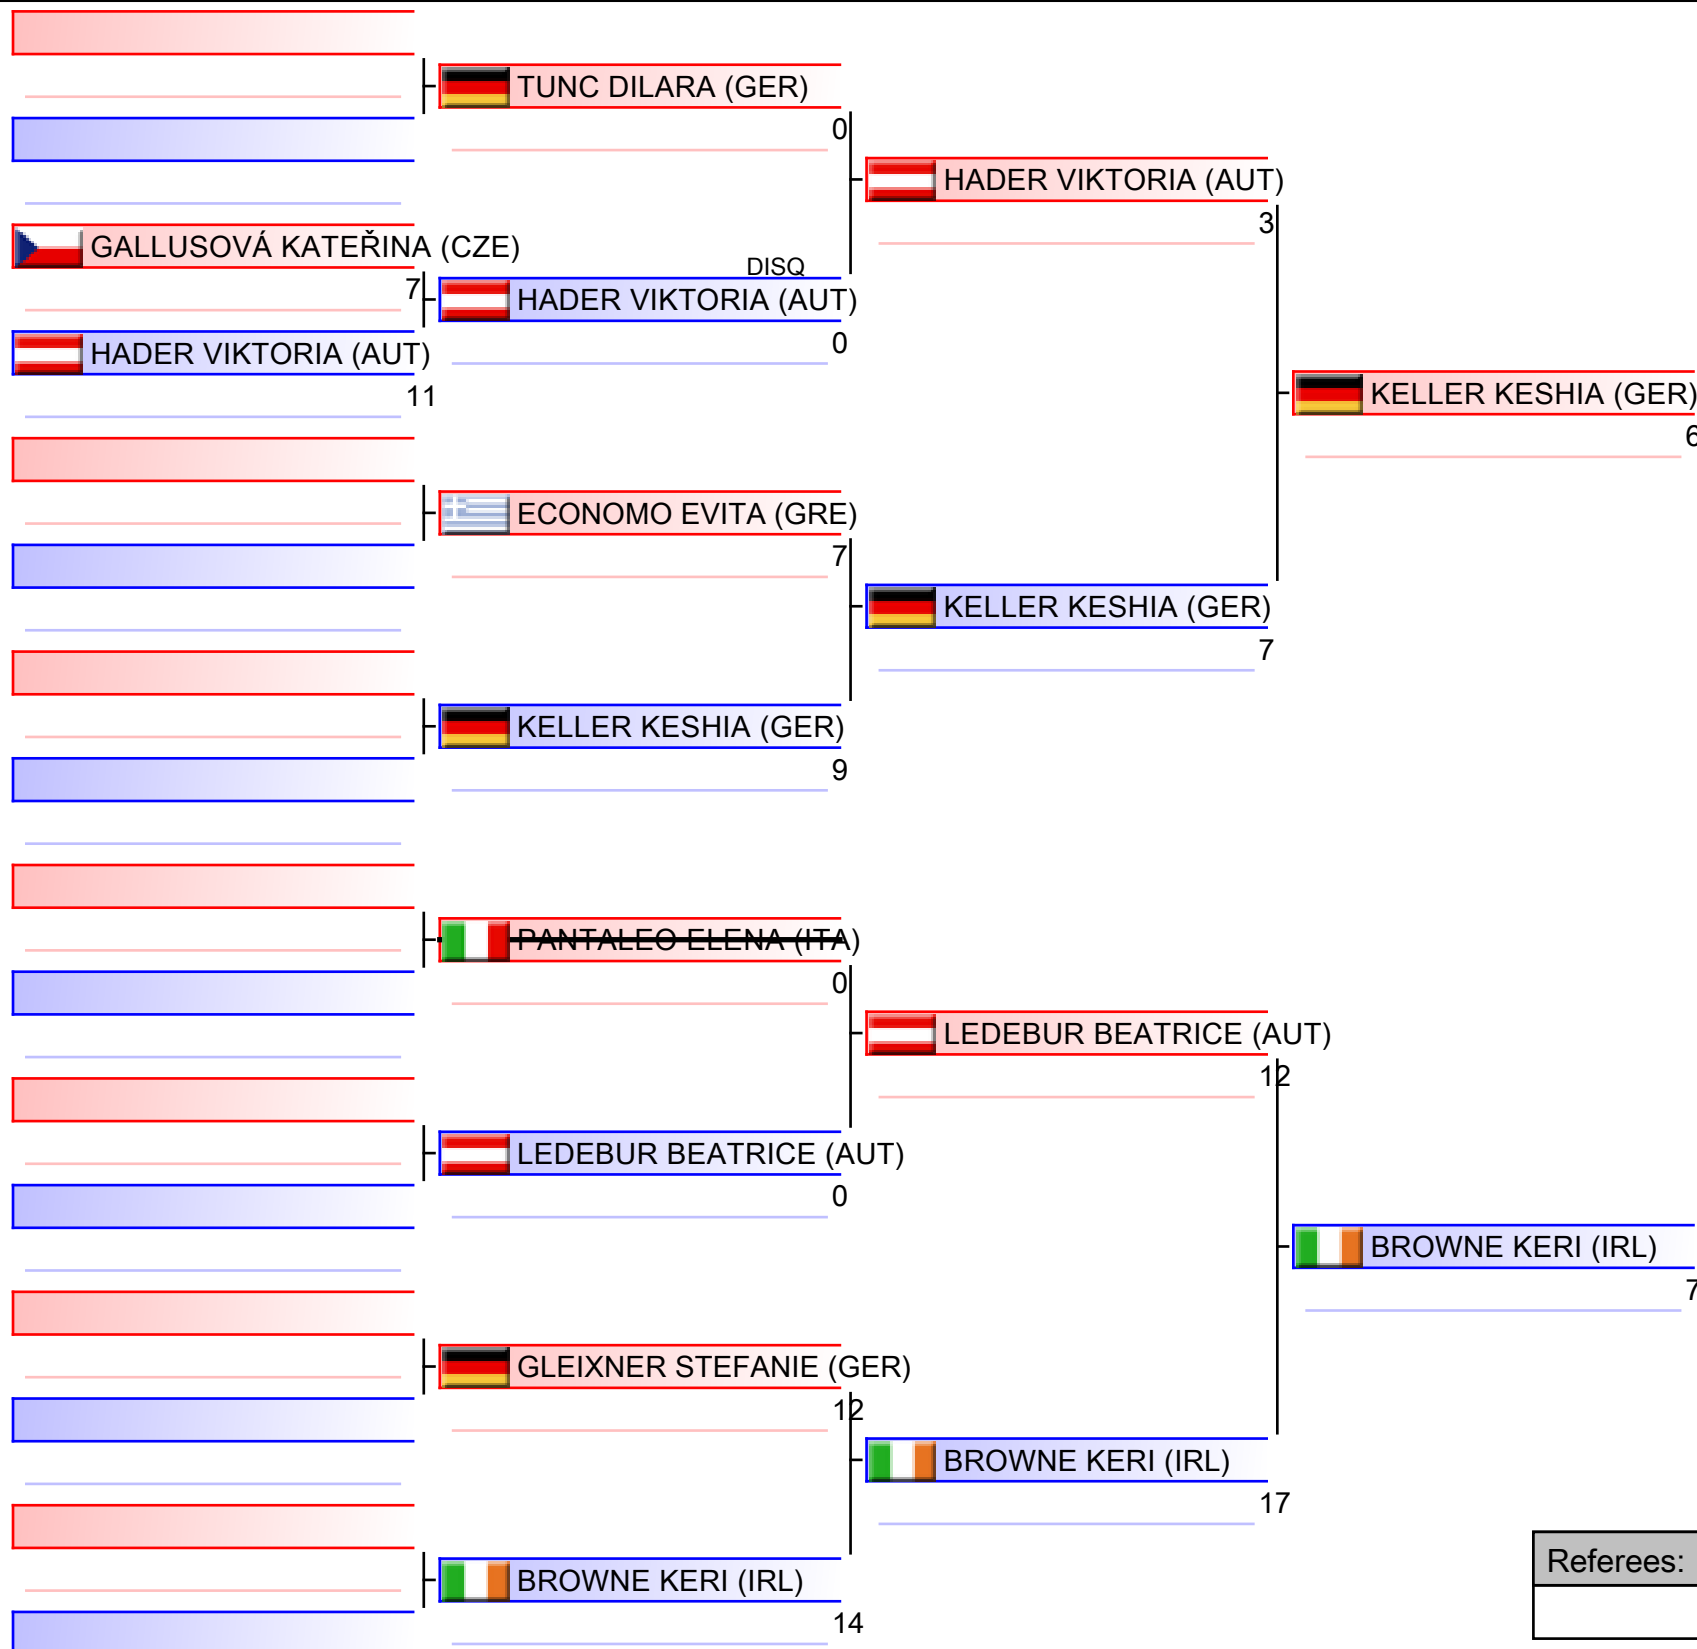 TUNC DILARA (GER)
0
HADER VIKTORIA (AUT)
3
GALLUSOVÁ KATEŘINA (CZE)
7
DISQ
HADER VIKTORIA (AUT)
0
HADER VIKTORIA (AUT)
11
KELLER KESHIA (GER)
6
ECONOMO EVITA (GRE)
7
KELLER KESHIA (GER)
7
KELLER KESHIA (GER)
9
PANTALEO ELENA (ITA)
0
LEDEBUR BEATRICE (AUT)
12
LEDEBUR BEATRICE (AUT)
0
BROWNE KERI (IRL)
7
GLEIXNER STEFANIE (GER)
12
BROWNE KERI (IRL)
17
Referees:
BROWNE KERI (IRL)
14